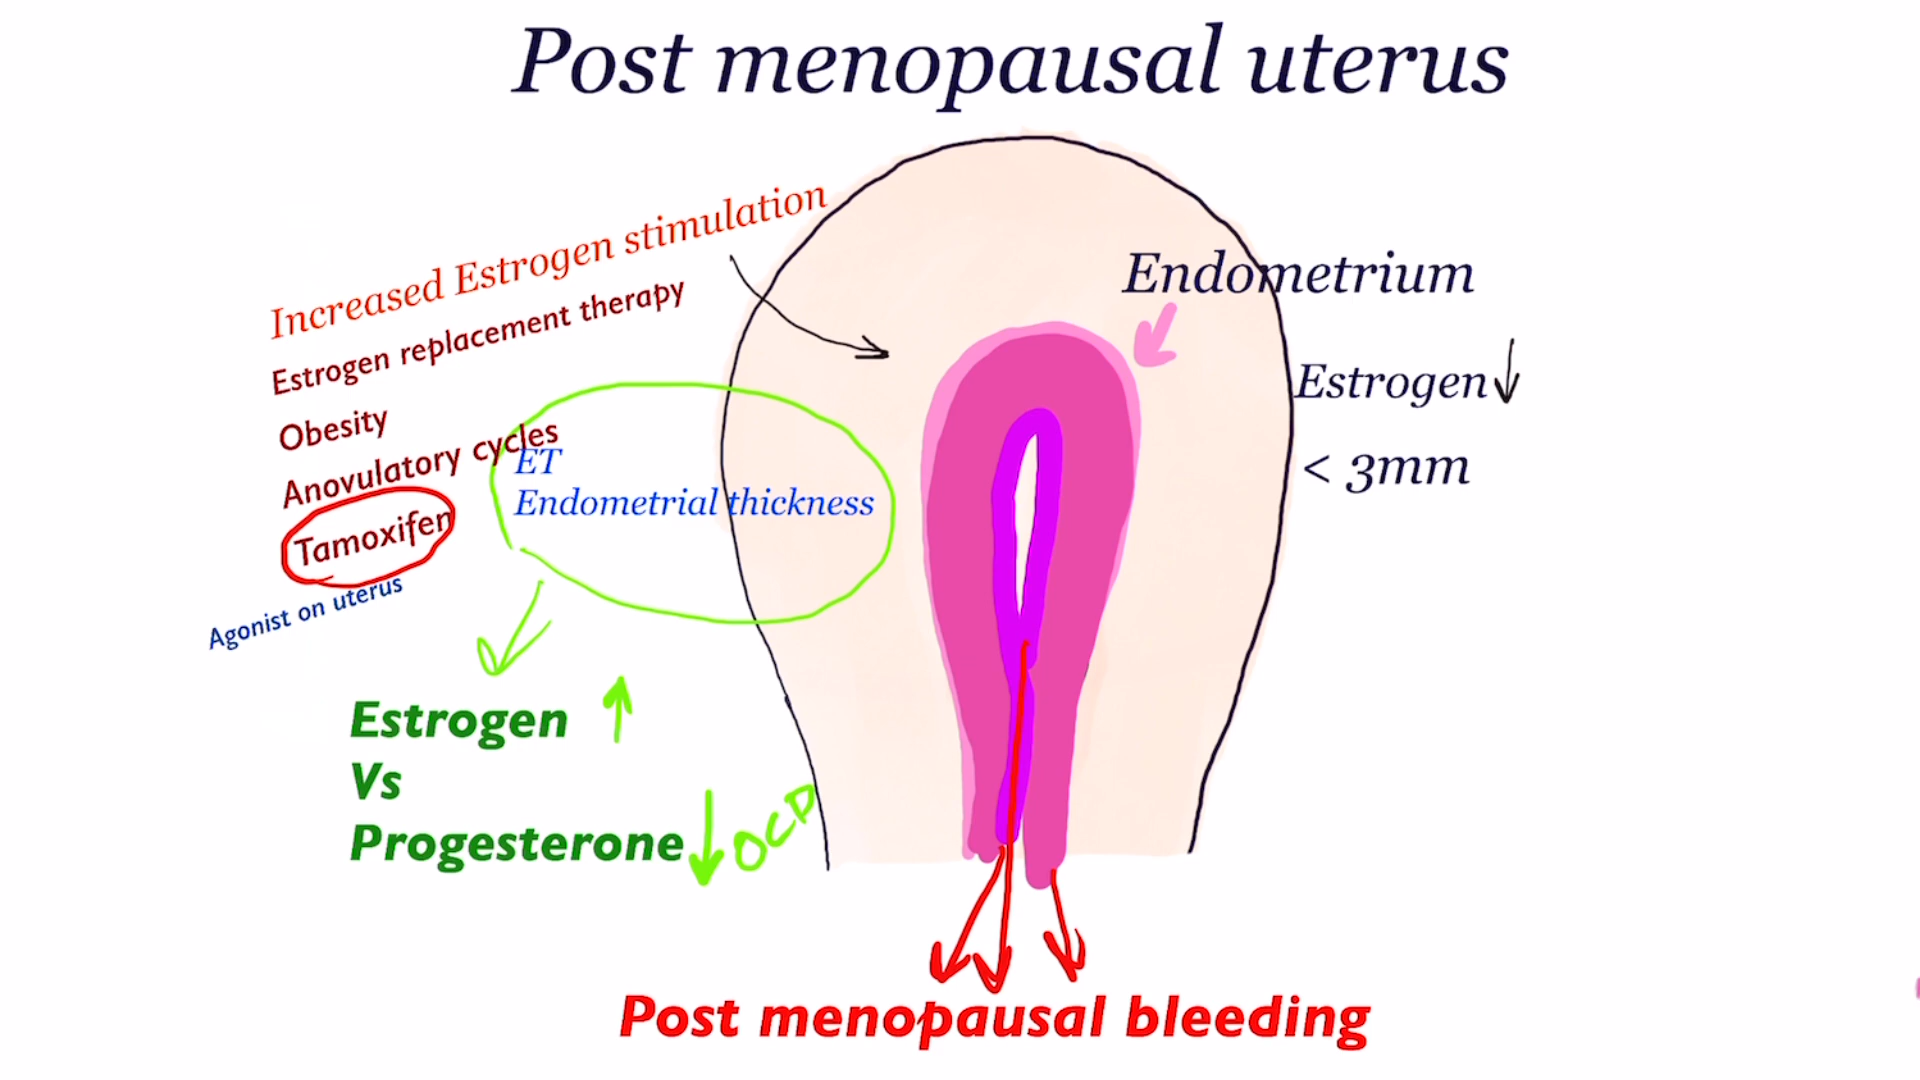 Post menopausal uterus
Increased Estrogen stimulation
Estrogen replacement therapy
Obesity
Anovulatory cycles
Tamoxifen
Agonist on uterus
ET
Endometrial thickness
Endometrium
Estrogen↓
< 3mm
Estrogen ↑
Vs
Progesterone↓ OCP
Post menopausal bleeding